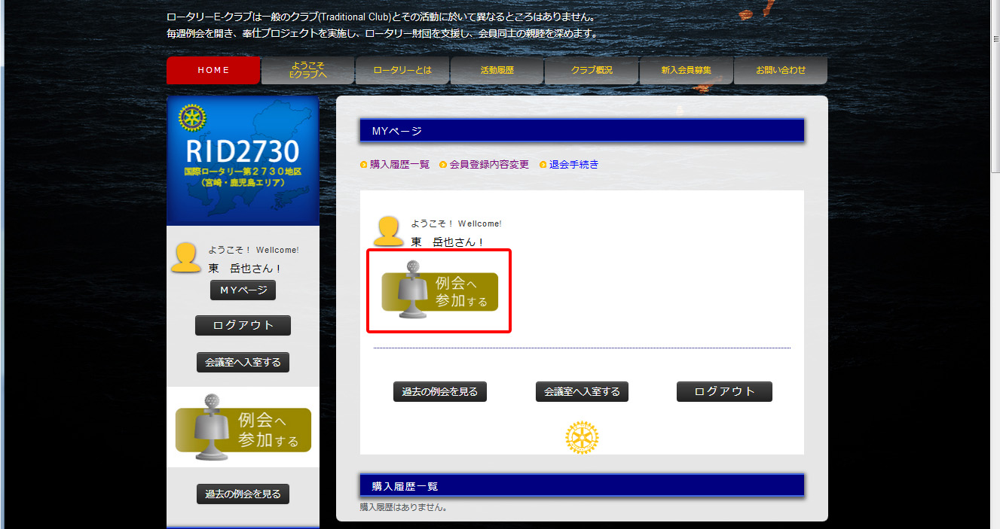 ロータリーE-クラブは一般のクラブ(Traditional Club)とその活動に於いて異なるところはありません。
毎週例会を開き、奉仕プロジェクトを実施し、ロータリー財団を支援し、会員同士の親睦を深めます。
HOME
ようこそ
Eクラブへ
ロータリーとは
活動履歴
クラブ概況
新入会員募集
お問い合わせ
RID2730
国際ロータリー第２７３０地区
（宮崎・鹿児島エリア）
ようこそ！ Wellcome!
東　岳也さん！
ＭＹページ
ログアウト
会議室へ入室する
例会へ
参加する
過去の例会を見る
MYページ
購入履歴一覧
会員登録内容変更
退会手続き
ようこそ！ Wellcome!
東　岳也さん！
例会へ
参加する
過去の例会を見る
会議室へ入室する
ログアウト
購入履歴一覧
購入履歴はありません。